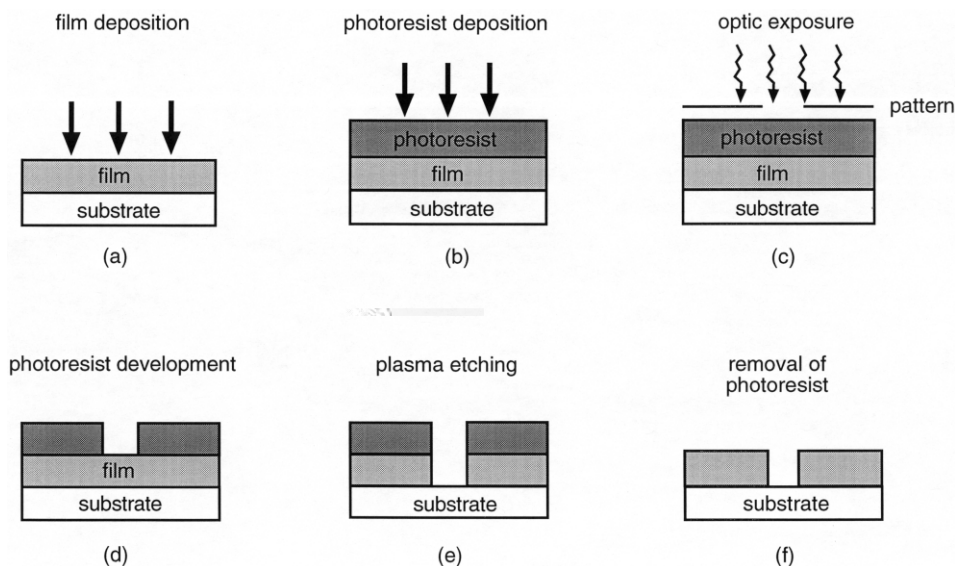 film deposition
photoresist deposition
optic exposure
pattern
film
substrate
(a)
photoresist
film
substrate
(b)
photoresist
film
substrate
(c)
photoresist development
plasma etching
removal of
photoresist
film
substrate
(d)
substrate
(e)
substrate
(f)